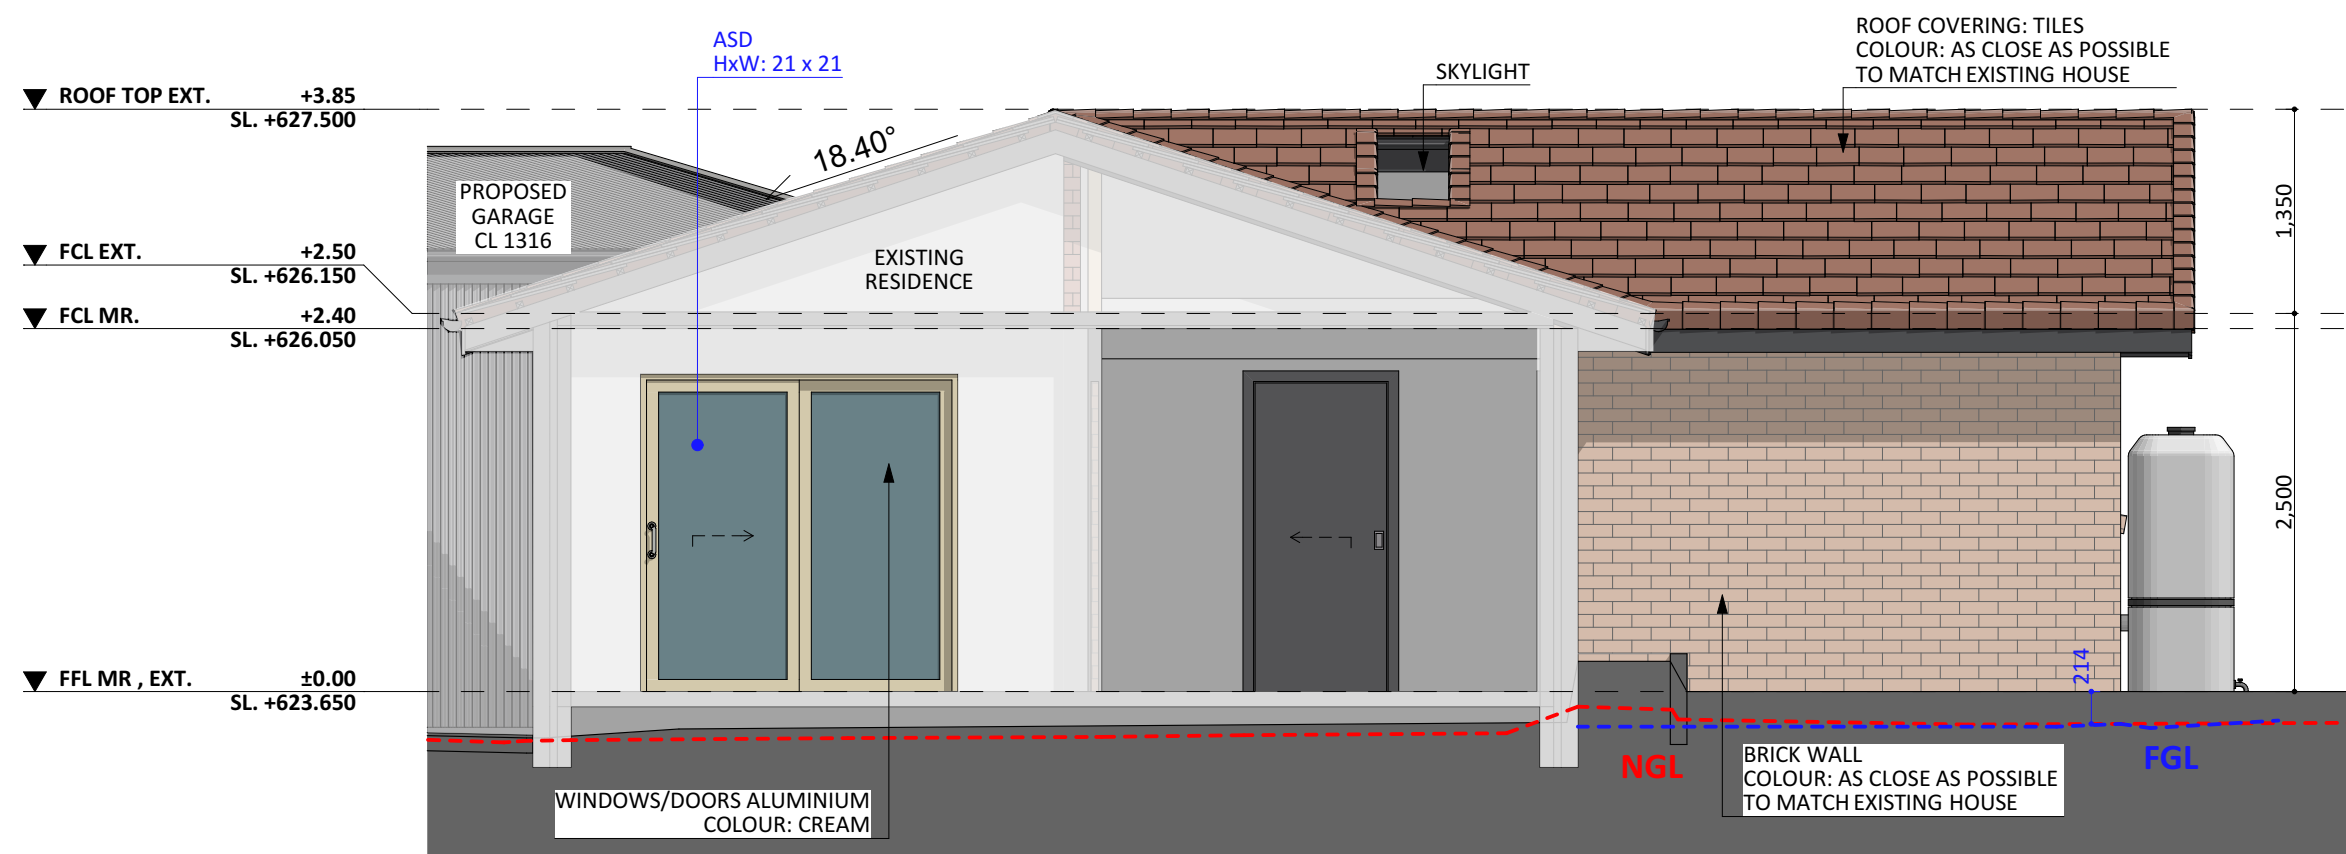 ROOF COVERING: TILES
COLOUR: AS CLOSE AS POSSIBLE
TO MATCH EXISTING HOUSE
ASD
HxW: 21 x 21
SKYLIGHT
ROOF TOP EXT. +3.85
SL. +627.500
18.40°
PROPOSED
GARAGE
CL 1316
1,350
FCL EXT. +2.50
SL. +626.150
EXISTING
RESIDENCE
FCL MR. +2.40
SL. +626.050
2,500
FFL MR , EXT. ±0.00
SL. +623.650
214
NGL
FGL
BRICK WALL
COLOUR: AS CLOSE AS POSSIBLE
TO MATCH EXISTING HOUSE
WINDOWS/DOORS ALUMINIUM
COLOUR: CREAM